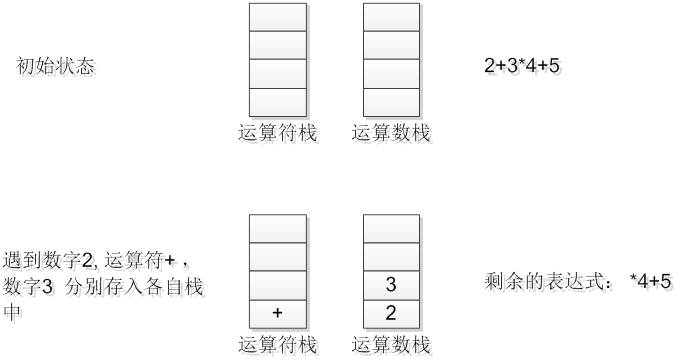 初始状态
2+3*4+5
运算符栈
运算数栈
遇到数字2, 运算符+，
数字3 分别存入各自栈
中
+
3
2
剩余的表达式： *4+5
运算符栈
运算数栈